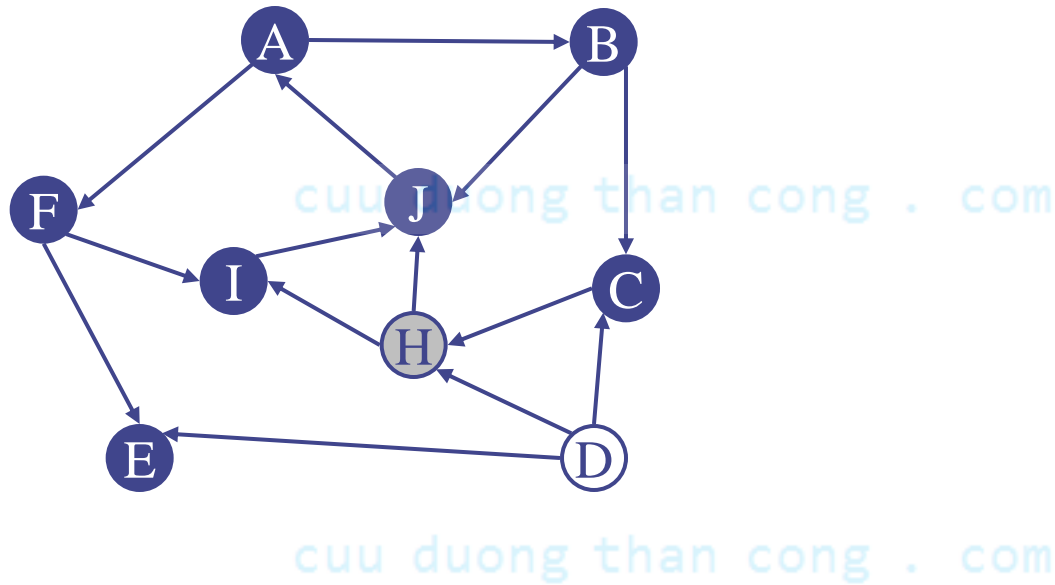 A B
F J
cuu duong than cong . com
I C
H
E D
cuu duong than cong . com